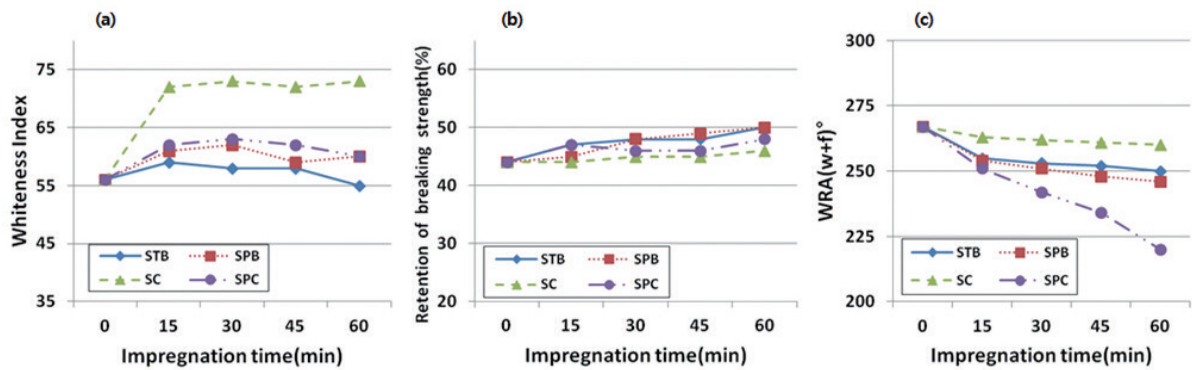 (a)
Whiteness Index
75
65
55
45
35
STB
SPB
SC
SPC
0 15 30 45 60
Impregnation time(min)
(b)
Retention of breaking strength(%)
70
60
50
40
30
20
STB
SPB
SC
SPC
0 15 30 45 60
Impregnation time(min)
(c)
WRA(w+f)°
300
275
250
225
200
STB
SPB
SC
SPC
0 15 30 45 60
Impregnation time(min)